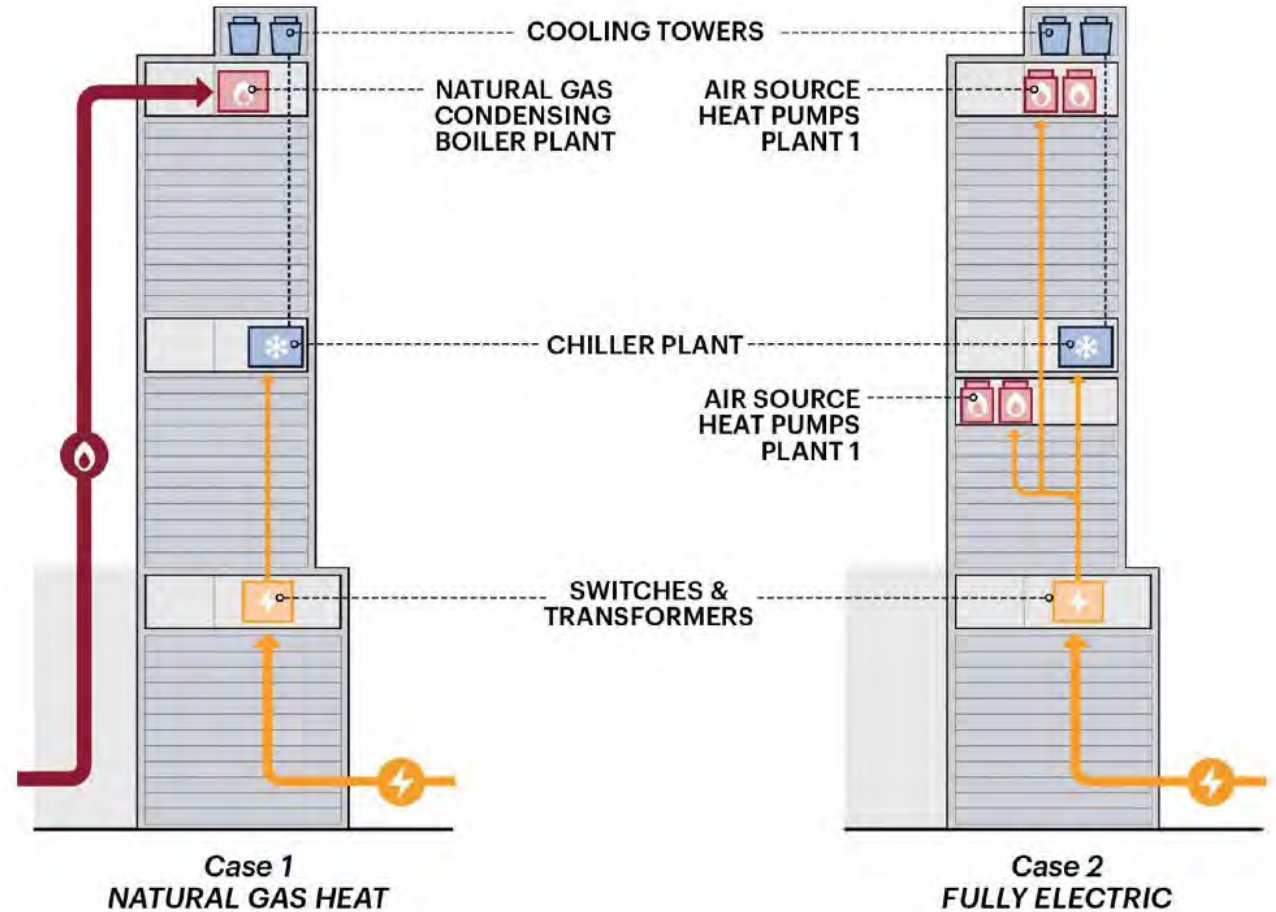 COOLING TOWERS
NATURAL GAS
CONDENSING
BOILER PLANT
AIR SOURCE
HEAT PUMPS
PLANT 1
CHILLER PLANT
AIR SOURCE
HEAT PUMPS
PLANT 1
SWITCHES &
TRANSFORMERS
Case 1
NATURAL GAS HEAT
Case 2
FULLY ELECTRIC